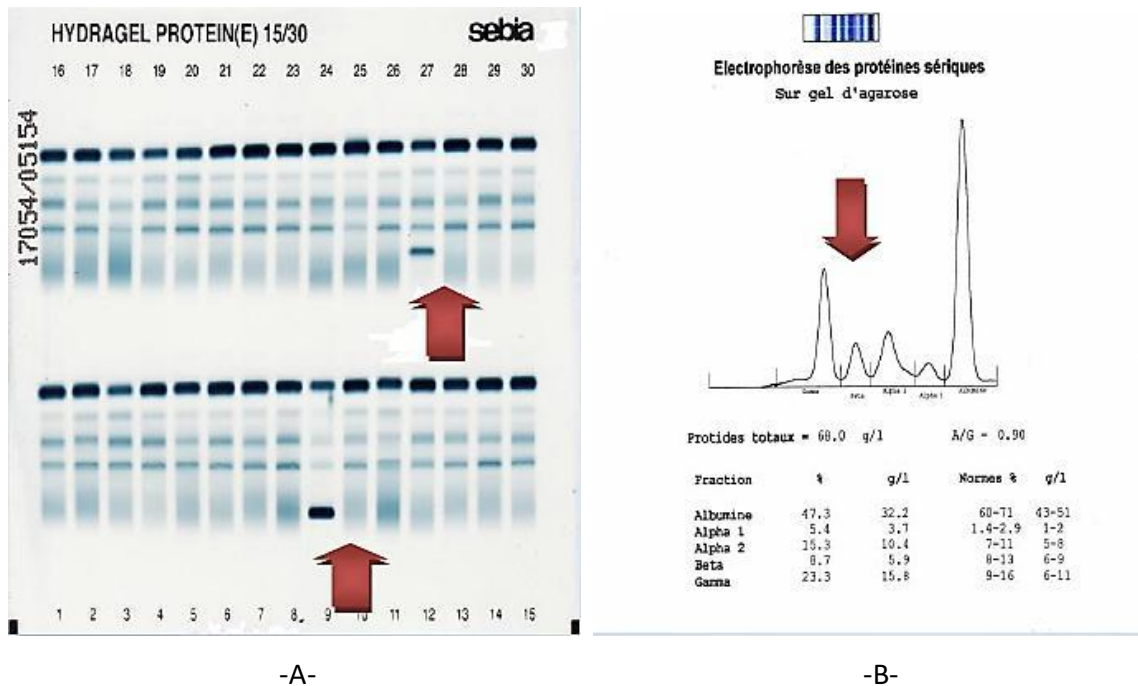 HYDRAGEL PROTEIN(E) 15/30 sebia
16 17 18 19 20 21 22 23 24 25 26 27 28 29 30
17054/05154
1 2 3 4 5 6 7 8 9 10 11 12 13 14 15
-A-
Electrophorèse des protéines sériques
Sur gel d'agarose
Gamma Beta Alpha 2 Alpha 1 Albumine
Protides totaux = 68.0 g/l A/G = 0.90
Fraction % g/l Normes % g/l
Albumine 47.3 32.2 60-71 43-51
Alpha 1 5.4 3.7 1.4-2.9 1-2
Alpha 2 15.3 10.4 7-11 5-8
Beta 8.7 5.9 8-13 6-9
Gamma 23.3 15.8 9-16 6-11
-B-